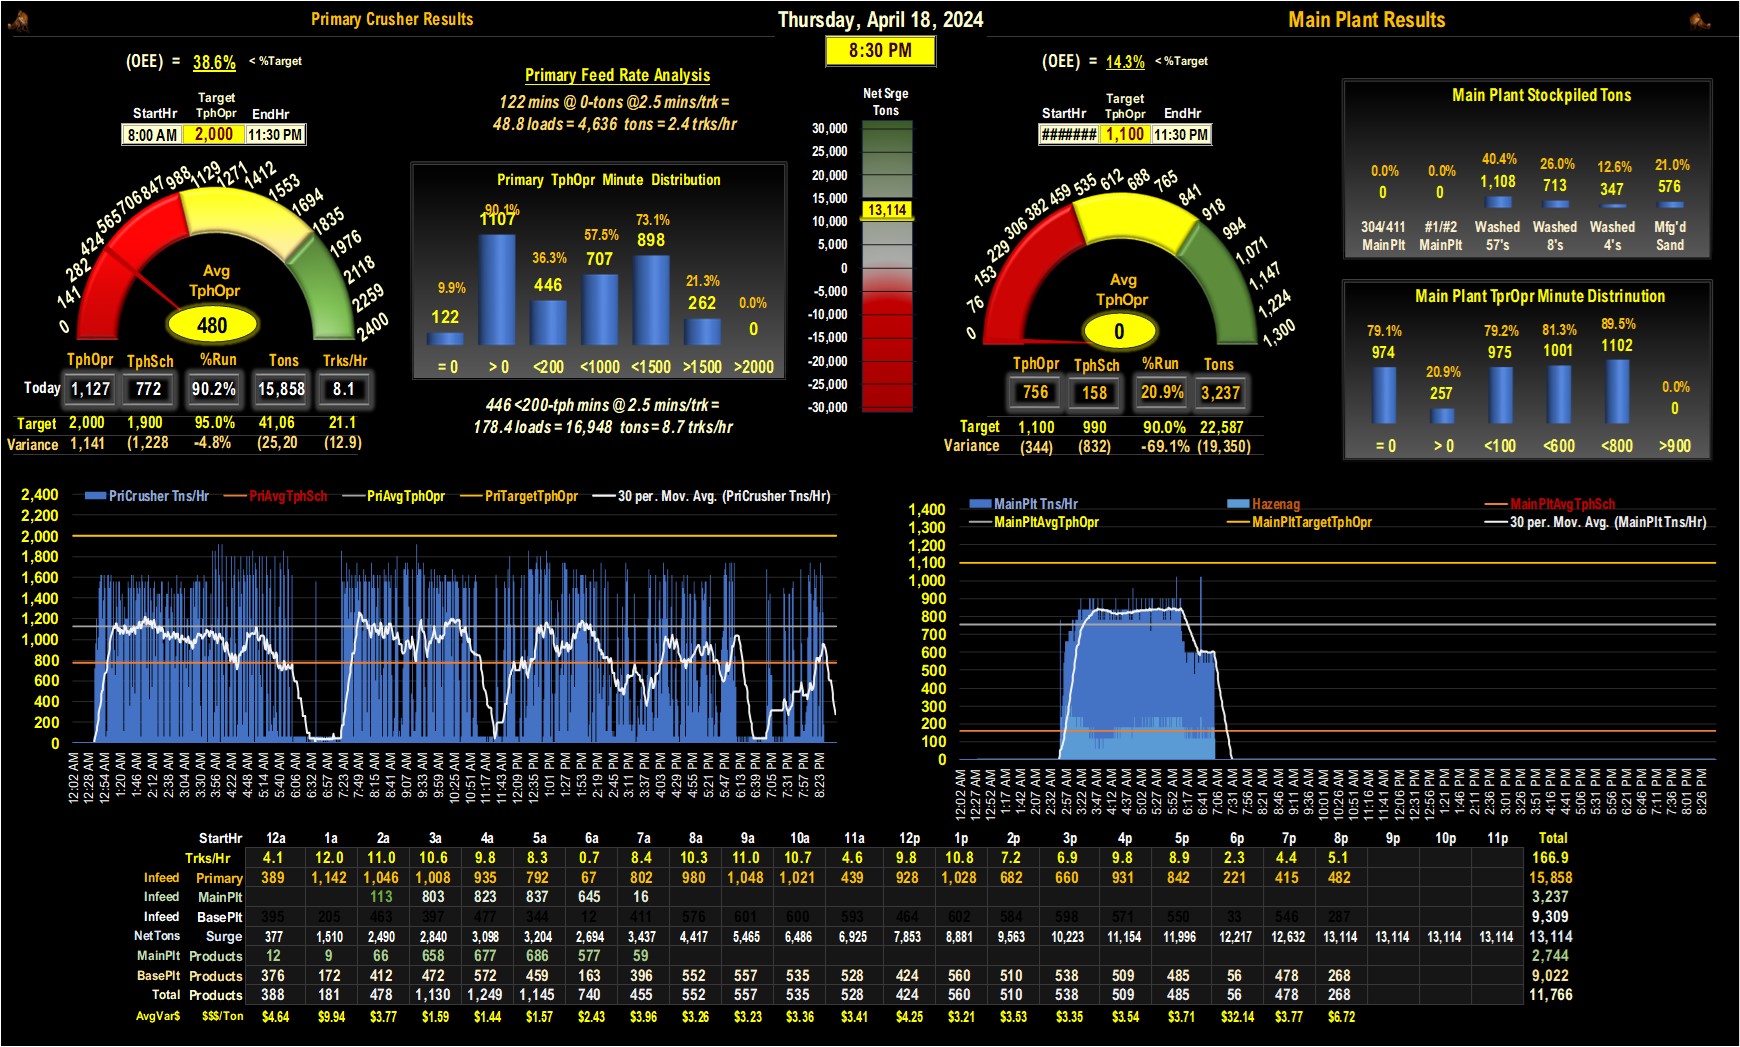 Primary Crusher Results
Thursday, April 18, 2024
Main Plant Results
8:30 PM
(OEE) = 38.6% < %Target
Target
StartHr TphOpr EndHr
8:00 AM 2,000 11:30 PM
0 141 282 424 565 706 847 988 1129 1271 1412 1553 1694 1835 1976 2118 2259 2400
Avg
TphOpr
480
TphOpr TphSch %Run Tons Trks/Hr
Today 1,127 772 90.2% 15,858 8.1
Target 2,000 1,900 95.0% 41,06 21.1
Variance 1,141 (1,228 -4.8% (25,20 (12.9)
Primary Feed Rate Analysis
122 mins @ 0-tons @2.5 mins/trk =
48.8 loads = 4,636 tons = 2.4 trks/hr
Primary TphOpr Minute Distribution
9.9% 90.1% 36.3% 57.5% 73.1% 21.3% 0.0%
122 1107 446 707 898 262 0
= 0 > 0 <200 <1000 <1500 >1500 >2000
446 <200-tph mins @ 2.5 mins/trk =
178.4 loads = 16,948 tons = 8.7 trks/hr
Net Srge
Tons
30,000
25,000
20,000
15,000
13,114
10,000
5,000
0
-5,000
-10,000
-15,000
-20,000
-25,000
-30,000
(OEE) = 14.3% < %Target
Target
StartHr TphOpr EndHr
####### 1,100 11:30 PM
0 76 153 229 306 382 459 535 612 688 765 841 918 994 1,071 1,147 1,224 1,300
Avg
TphOpr
0
TphOpr TphSch %Run Tons
756 158 20.9% 3,237
Target 1,100 990 90.0% 22,587
Variance (344) (832) -69.1% (19,350)
Main Plant Stockpiled Tons
0.0% 0.0% 40.4% 26.0% 12.6% 21.0%
0 0 1,108 713 347 576
304/411 #1/#2 Washed Washed Washed Mfg'd
MainPlt MainPlt 57's 8's 4's Sand
Main Plant TprOpr Minute Distrinution
79.1% 20.9% 79.2% 81.3% 89.5% 0.0%
974 257 975 1001 1102 0
= 0 > 0 <100 <600 <800 >900
PriCrusher Tns/Hr PriAvgTphSch PriAvgTphOpr PriTargetTphOpr 30 per. Mov. Avg. (PriCrusher Tns/Hr)
2,400
2,200
2,000
1,800
1,600
1,400
1,200
1,000
800
600
400
200
0
12:02 AM 12:28 AM 12:54 AM 1:20 AM 1:46 AM 2:12 AM 2:38 AM 3:04 AM 3:30 AM 3:56 AM 4:22 AM 4:48 AM 5:14 AM 5:40 AM 6:06 AM 6:32 AM 6:57 AM 7:23 AM 7:49 AM 8:15 AM 8:41 AM 9:07 AM 9:33 AM 9:59 AM 10:25 AM 10:51 AM 11:17 AM 11:43 AM 12:09 PM 12:35 PM 1:01 PM 1:27 PM 1:53 PM 2:19 PM 2:45 PM 3:11 PM 3:37 PM 4:03 PM 4:29 PM 4:55 PM 5:21 PM 5:47 PM 6:13 PM 6:39 PM 7:05 PM 7:31 PM 7:57 PM 8:23 PM
MainPlt Tns/Hr Hazenag MainPltAvgTphSch
MainPltAvgTphOpr MainPltTargetTphOpr 30 per. Mov. Avg. (MainPlt Tns/Hr)
1,400
1,300
1,200
1,100
1,000
900
800
700
600
500
400
300
200
100
0
12:02 AM 12:27 AM 12:52 AM 1:17 AM 1:42 AM 2:07 AM 2:32 AM 2:57 AM 3:22 AM 3:47 AM 4:12 AM 4:37 AM 5:02 AM 5:27 AM 5:52 AM 6:17 AM 6:41 AM 7:06 AM 7:31 AM 7:56 AM 8:21 AM 8:46 AM 9:11 AM 9:36 AM 10:01 AM 10:26 AM 10:51 AM 11:16 AM 11:41 AM 12:06 PM 12:31 PM 12:56 PM 1:21 PM 1:46 PM 2:11 PM 2:36 PM 3:01 PM 3:26 PM 3:51 PM 4:16 PM 4:41 PM 5:06 PM 5:31 PM 5:56 PM 6:21 PM 6:46 PM 7:11 PM 7:36 PM 8:01 PM 8:26 PM
StartHr 12a 1a 2a 3a 4a 5a 6a 7a 8a 9a 10a 11a 12p 1p 2p 3p 4p 5p 6p 7p 8p 9p 10p 11p Total
Trks/Hr 4.1 12.0 11.0 10.6 9.8 8.3 0.7 8.4 10.3 11.0 10.7 4.6 9.8 10.8 7.2 6.9 9.8 8.9 2.3 4.4 5.1 166.9
Infeed Primary 389 1,142 1,046 1,008 935 792 67 802 980 1,048 1,021 439 928 1,028 682 660 931 842 221 415 482 15,858
Infeed MainPlt 113 803 823 837 645 16 3,237
Infeed BasePlt 395 205 463 397 477 344 12 411 576 601 600 593 464 602 584 598 571 550 33 546 287 9,309
NetTons Surge 377 1,510 2,490 2,840 3,098 3,204 2,694 3,437 4,417 5,465 6,486 6,925 7,853 8,881 9,563 10,223 11,154 11,996 12,217 12,632 13,114 13,114 13,114 13,114 13,114
MainPlt Products 12 9 66 658 677 686 577 59 2,744
BasePlt Products 376 172 412 472 572 459 163 396 552 557 535 528 424 560 510 538 509 485 56 478 268 9,022
Total Products 388 181 478 1,130 1,249 1,145 740 455 552 557 535 528 424 560 510 538 509 485 56 478 268 11,766
AvgVar$ $$$/Ton $4.64 $9.94 $3.77 $1.59 $1.44 $1.57 $2.43 $3.96 $3.26 $3.23 $3.36 $3.41 $4.25 $3.21 $3.53 $3.35 $3.54 $3.71 $32.14 $3.77 $6.72